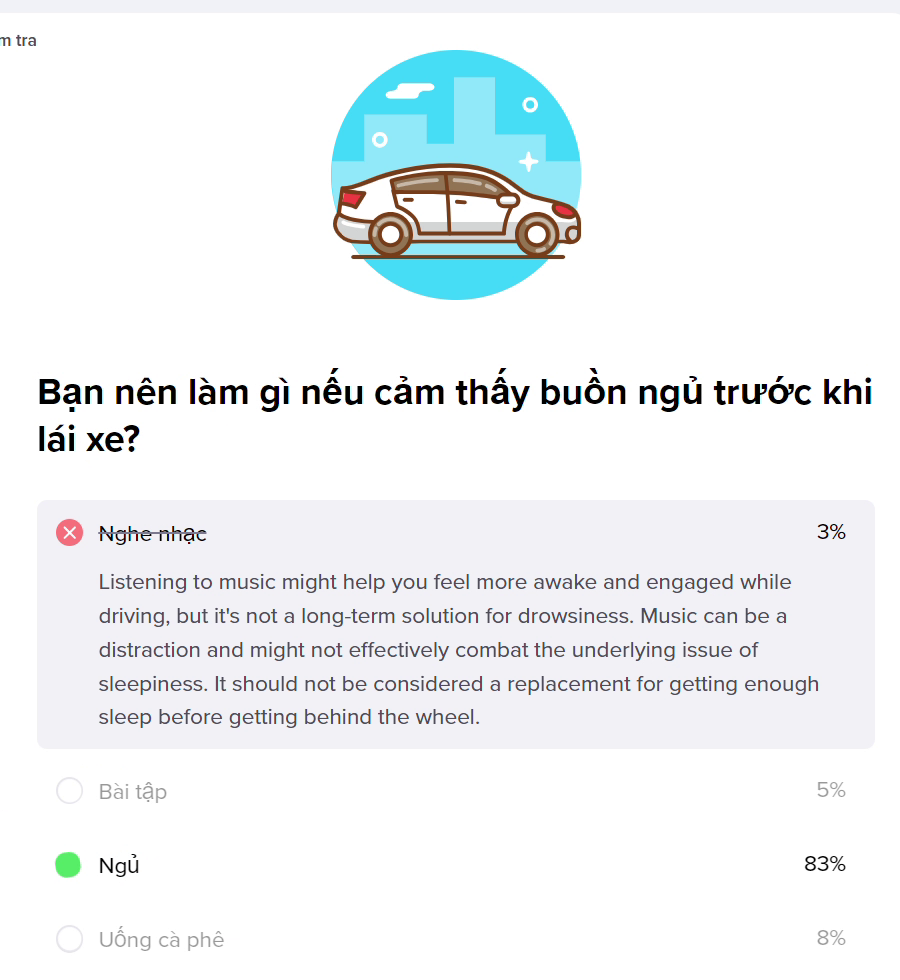 m tra
Bạn nên làm gì nếu cảm thấy buồn ngủ trước khi
lái xe?
Nghe nhạc 3%
Listening to music might help you feel more awake and engaged while
driving, but it's not a long-term solution for drowsiness. Music can be a
distraction and might not effectively combat the underlying issue of
sleepiness. It should not be considered a replacement for getting enough
sleep before getting behind the wheel.
Bài tập 5%
Ngủ 83%
Uống cà phê 8%